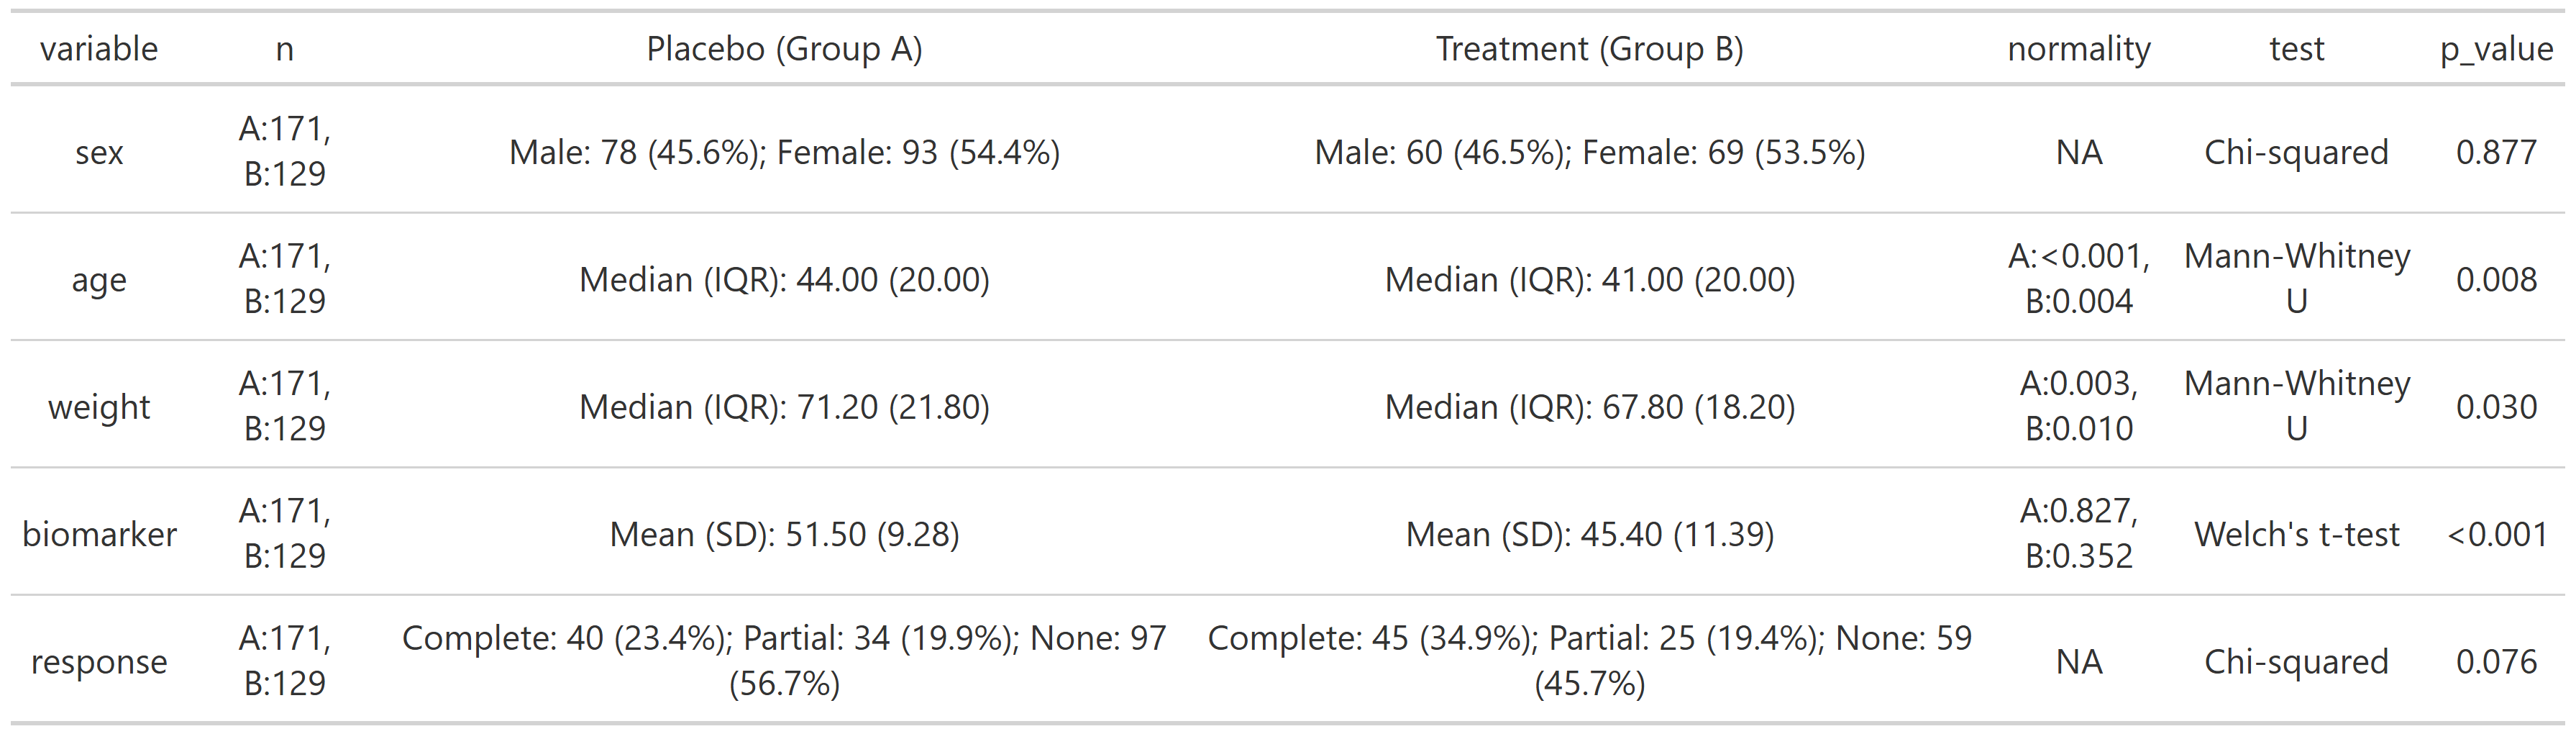 variable n Placebo (Group A) Treatment (Group B) normality test p_value
A:171,
sex Male: 78 (45.6%); Female: 93 (54.4%) Male: 60 (46.5%); Female: 69 (53.5%) NA Chi-squared 0.877
B:129
A:171, A:<0.001, Mann-Whitney
age Median (IQR): 44.00 (20.00) Median (IQR): 41.00 (20.00) 0.008
B:129 B:0.004 U
A:171, A:0.003, Mann-Whitney
weight Median (IQR): 71.20 (21.80) Median (IQR): 67.80 (18.20) 0.030
B:129 B:0.010 U
A:171, A:0.827,
biomarker Mean (SD): 51.50 (9.28) Mean (SD): 45.40 (11.39) Welch's t-test <0.001
B:129 B:0.352
A:171, Complete: 40 (23.4%); Partial: 34 (19.9%); None: 97 Complete: 45 (34.9%); Partial: 25 (19.4%); None: 59
response NA Chi-squared 0.076
B:129 (56.7%) (45.7%)